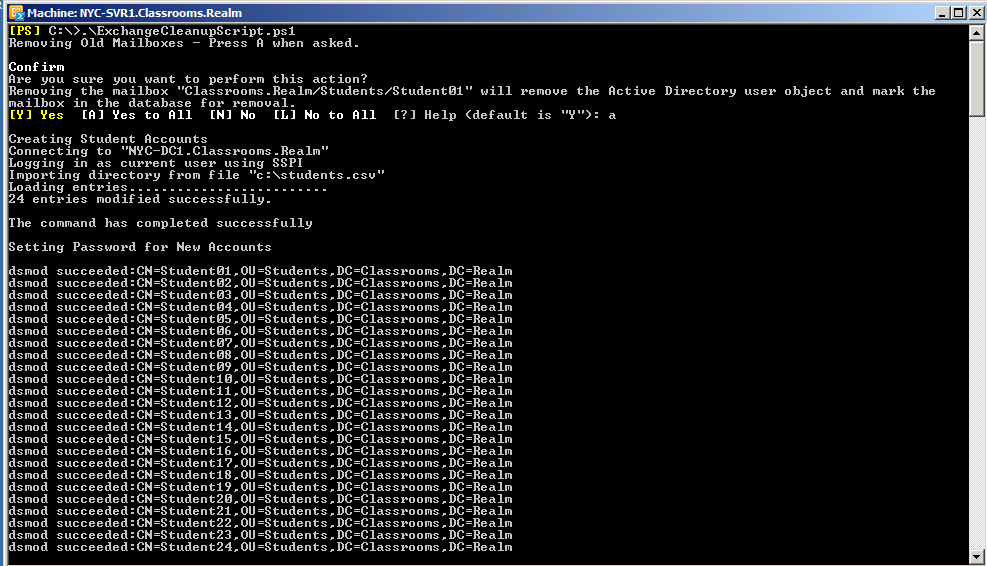 Machine: NYC-SVR1.Classrooms.Realm
[PS] C:\>.\ExchangeCleanupScript.ps1
Removing Old Mailboxes - Press A when asked.
Confirm
Are you sure you want to perform this action?
Removing the mailbox "Classrooms.Realm/Students/Student01" will remove the Active Directory user object and mark the
mailbox in the database for removal.
[Y] Yes  [A] Yes to All  [N] No  [L] No to All  [?] Help (default is "Y"): a
Creating Student Accounts
Connecting to "NYC-DC1.Classrooms.Realm"
Logging in as current user using SSPI
Importing directory from file "c:\students.csv"
Loading entries.........................
24 entries modified successfully.
The command has completed successfully
Setting Password for New Accounts
dsmod succeeded:CN=Student01,OU=Students,DC=Classrooms,DC=Realm
dsmod succeeded:CN=Student02,OU=Students,DC=Classrooms,DC=Realm
dsmod succeeded:CN=Student03,OU=Students,DC=Classrooms,DC=Realm
dsmod succeeded:CN=Student04,OU=Students,DC=Classrooms,DC=Realm
dsmod succeeded:CN=Student05,OU=Students,DC=Classrooms,DC=Realm
dsmod succeeded:CN=Student06,OU=Students,DC=Classrooms,DC=Realm
dsmod succeeded:CN=Student07,OU=Students,DC=Classrooms,DC=Realm
dsmod succeeded:CN=Student08,OU=Students,DC=Classrooms,DC=Realm
dsmod succeeded:CN=Student09,OU=Students,DC=Classrooms,DC=Realm
dsmod succeeded:CN=Student10,OU=Students,DC=Classrooms,DC=Realm
dsmod succeeded:CN=Student11,OU=Students,DC=Classrooms,DC=Realm
dsmod succeeded:CN=Student12,OU=Students,DC=Classrooms,DC=Realm
dsmod succeeded:CN=Student13,OU=Students,DC=Classrooms,DC=Realm
dsmod succeeded:CN=Student14,OU=Students,DC=Classrooms,DC=Realm
dsmod succeeded:CN=Student15,OU=Students,DC=Classrooms,DC=Realm
dsmod succeeded:CN=Student16,OU=Students,DC=Classrooms,DC=Realm
dsmod succeeded:CN=Student17,OU=Students,DC=Classrooms,DC=Realm
dsmod succeeded:CN=Student18,OU=Students,DC=Classrooms,DC=Realm
dsmod succeeded:CN=Student19,OU=Students,DC=Classrooms,DC=Realm
dsmod succeeded:CN=Student20,OU=Students,DC=Classrooms,DC=Realm
dsmod succeeded:CN=Student21,OU=Students,DC=Classrooms,DC=Realm
dsmod succeeded:CN=Student22,OU=Students,DC=Classrooms,DC=Realm
dsmod succeeded:CN=Student23,OU=Students,DC=Classrooms,DC=Realm
dsmod succeeded:CN=Student24,OU=Students,DC=Classrooms,DC=Realm